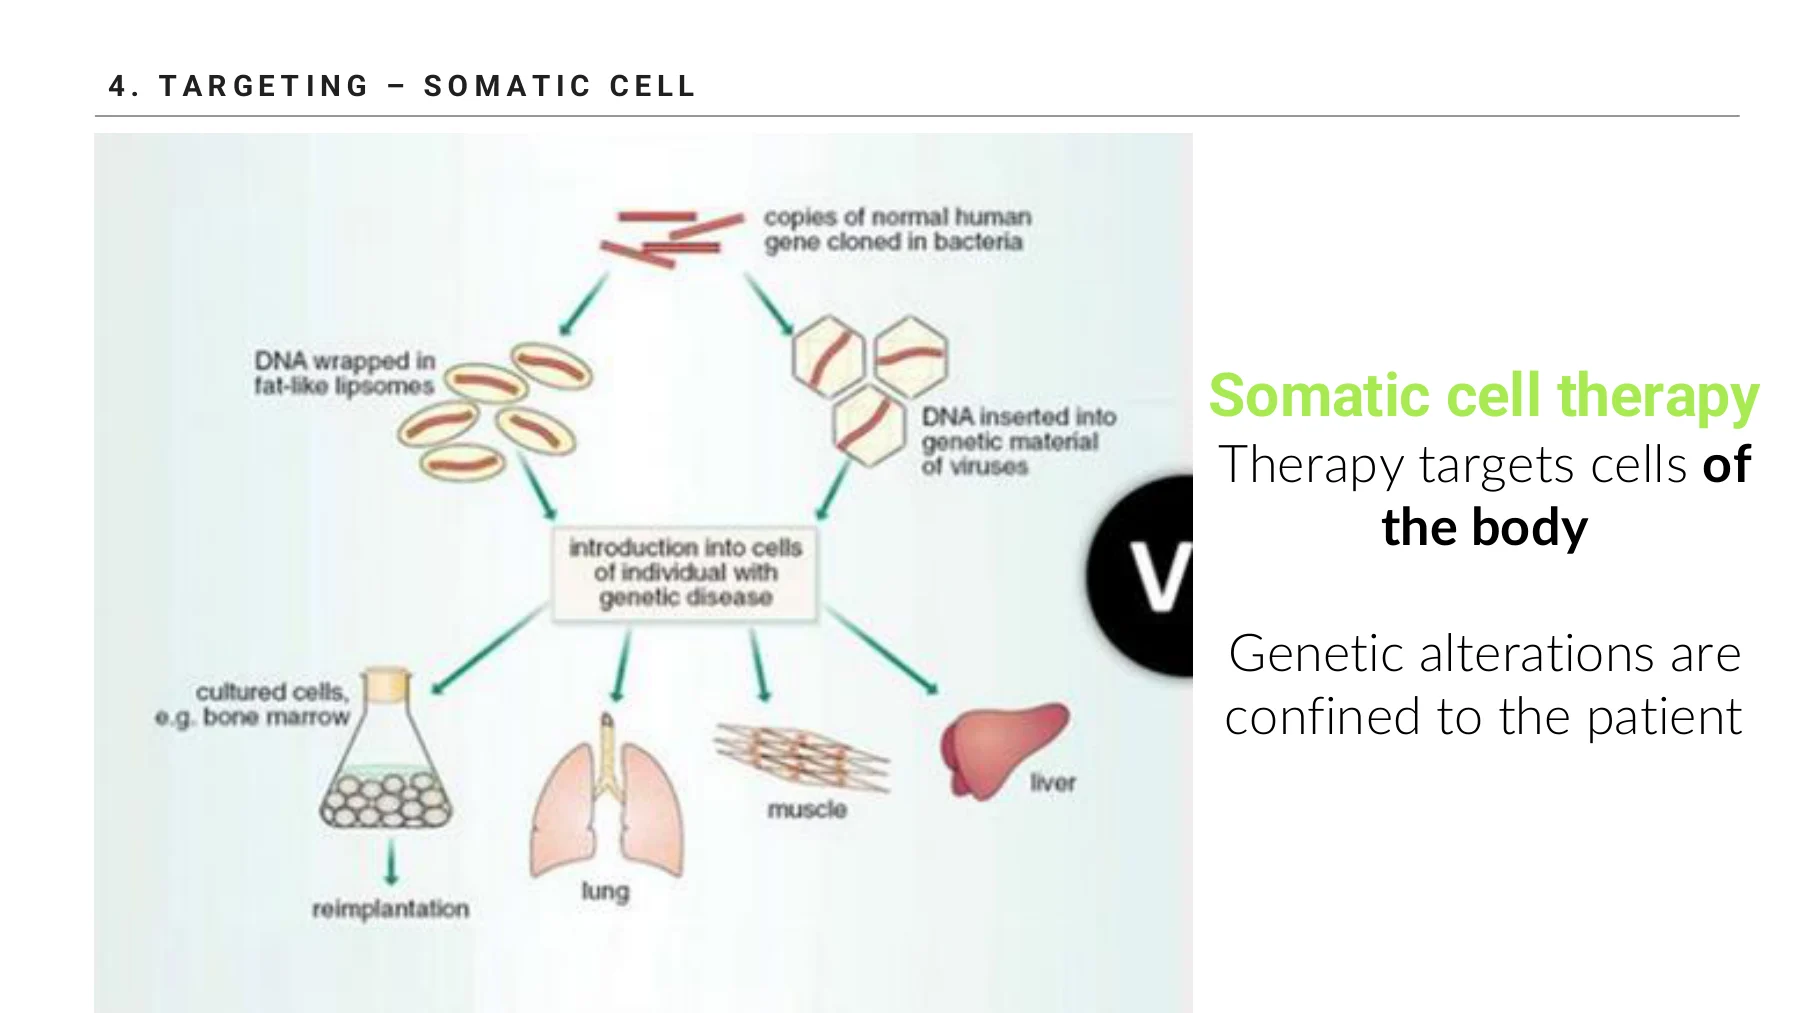 4. TARGETING – SOMATIC CELL
copies of normal human
gene cloned in bacteria
DNA wrapped in
fat-like lipsomes
DNA inserted into
genetic material
of viruses
introduction into cells
of individual with
genetic disease
cultured cells,
e.g. bone marrow
reimplantation
lung
muscle
liver
V
Somatic cell therapy
Therapy targets cells of
the body
Genetic alterations are
confined to the patient